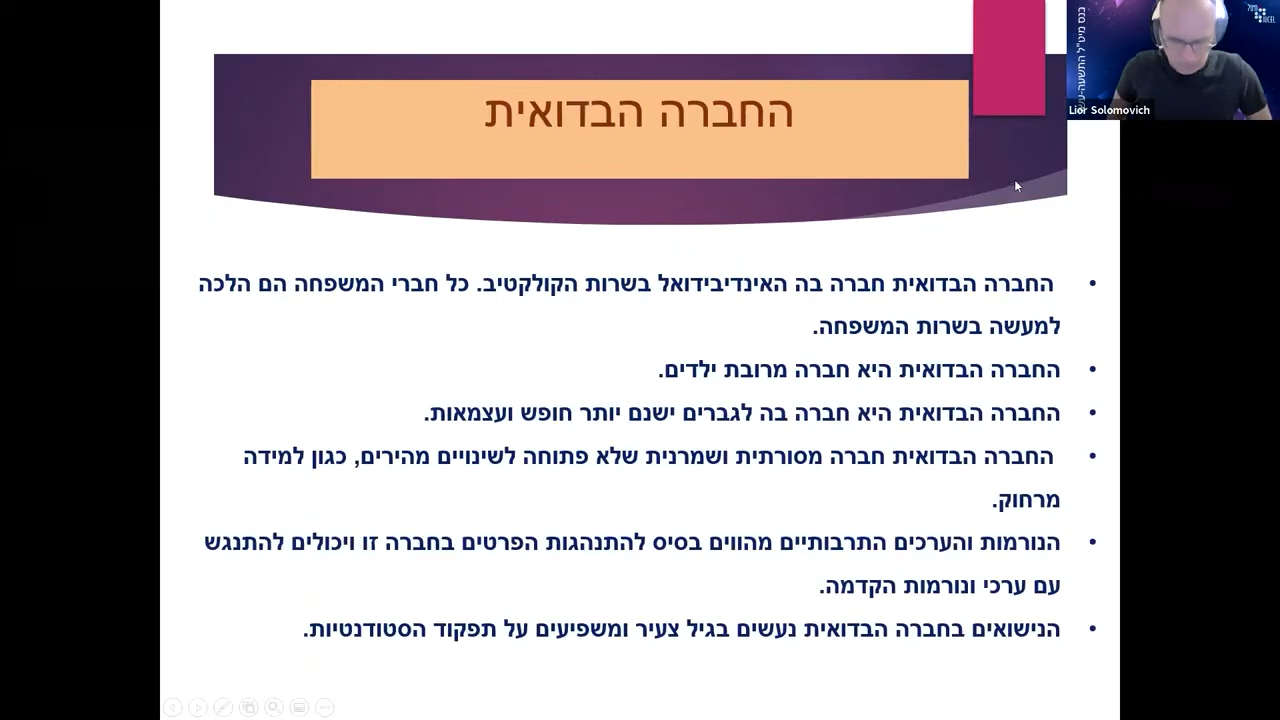 החברה הבדואית
החברה הבדואית חברה בה האינדיבידואל בשרות הקולקטיב. כל חברי המשפחה הם הלכה
למעשה בשרות המשפחה.
החברה הבדואית היא חברה מרובת ילדים.
החברה הבדואית היא חברה בה לגברים ישנם יותר חופש ועצמאות.
החברה הבדואית חברה מסורתית ושמרנית שלא פתוחה לשינויים מהירים, כגון למידה
מרחוק.
הנורמות והערכים התרבותיים מהווים בסיס להתנהגות הפרטים בחברה זו ויכולים להתנגש
עם ערכי ונורמות הקדמה.
הנישואים בחברה הבדואית נעשים בגיל צעיר ומשפיעים על תפקוד הסטודנטיות.
כנס מיט"ל
Lior Solomovich